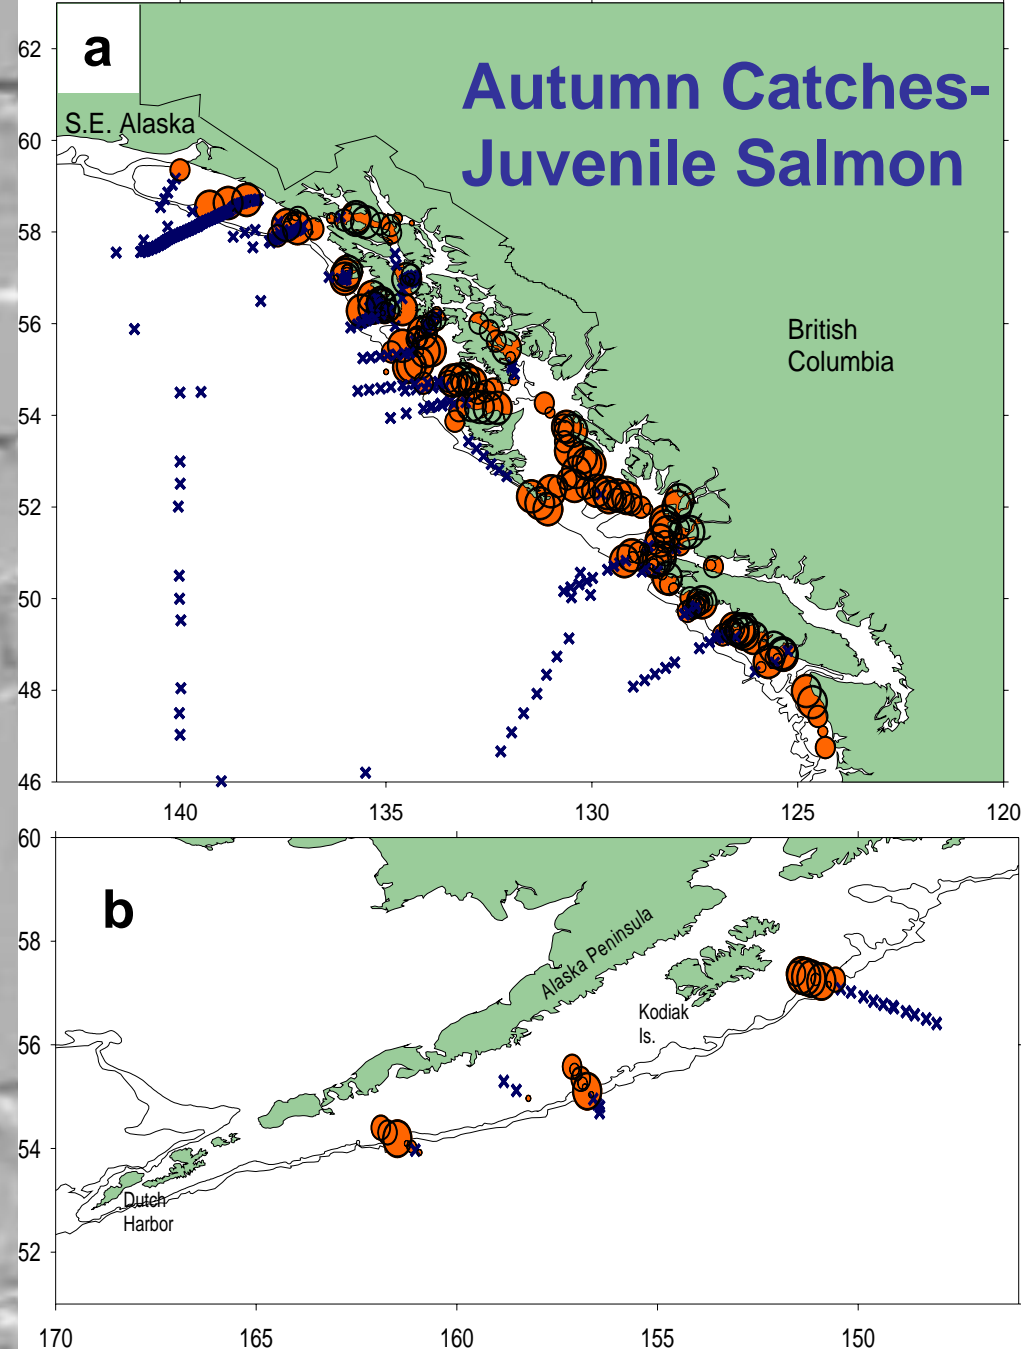 a
Autumn Catches-
Juvenile Salmon
S.E. Alaska
British
Columbia
62
60
58
56
54
52
50
48
46
140
135
130
125
120
b
Alaska Peninsula
Kodiak
Is.
Dutch
Harbor
60
58
56
54
52
170
165
160
155
150